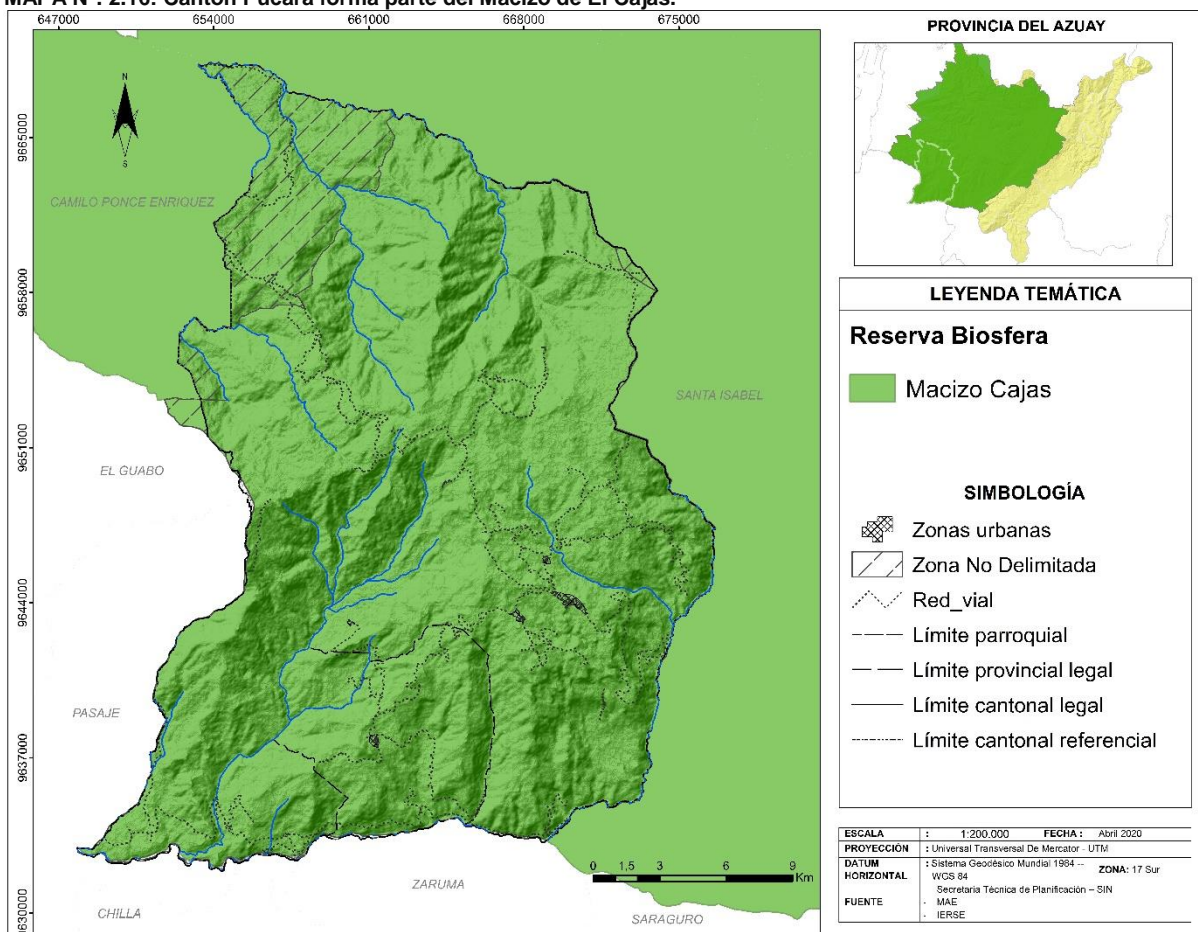 MAPA N°. 2.16. Cantón Pucará forma parte del Macizo de El Cajas.
647000 654000 661000 668000 675000
9665000
9658000
9651000
9644000
9637000
9630000
N
S
CAMILO PONCE ENRIQUEZ
SANTA ISABEL
EL GUABO
PASAJE
ZARUMA
CHILLA
SARAGURO
0 1,5 3 6 9
Km
PROVINCIA DEL AZUAY
LEYENDA TEMÁTICA
Reserva Biosfera
Macizo Cajas
SIMBOLOGÍA
Zonas urbanas
Zona No Delimitada
Red_vial
Límite parroquial
Límite provincial legal
Límite cantonal legal
Límite cantonal referencial
ESCALA : 1:200.000 FECHA : Abril 2020
PROYECCIÓN : Universal Transversal De Mercator - UTM
DATUM : Sistema Geodésico Mundial 1984 --
HORIZONTAL WGS 84 ZONA: 17 Sur
Secretaria Técnica de Planificación – SIN
FUENTE - MAE
- IERSE